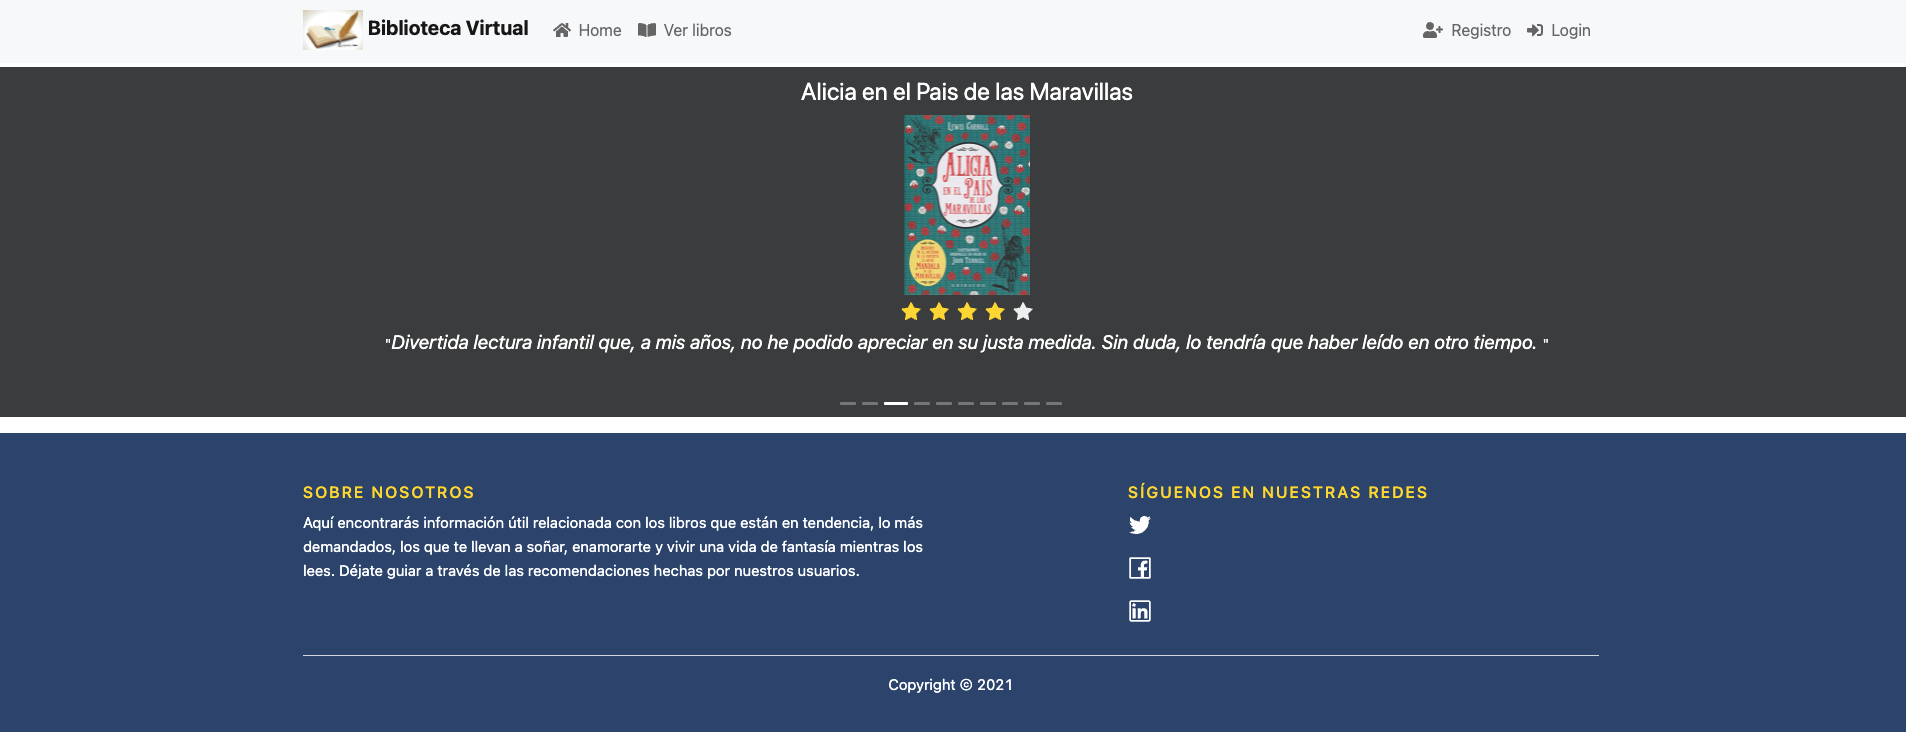 Biblioteca Virtual
Home
Ver libros
Registro
Login
Alicia en el Pais de las Maravillas
LEWIS CARROLL
ALICIA
EN EL PAÍS
DE LAS
MARAVILLAS
JOHN TENNIEL
"Divertida lectura infantil que, a mis años, no he podido apreciar en su justa medida. Sin duda, lo tendría que haber leído en otro tiempo. "
SOBRE NOSOTROS
Aquí encontrarás información útil relacionada con los libros que están en tendencia, lo más
demandados, los que te llevan a soñar, enamorarte y vivir una vida de fantasía mientras los
lees. Déjate guiar a través de las recomendaciones hechas por nuestros usuarios.
SÍGUENOS EN NUESTRAS REDES
Copyright © 2021